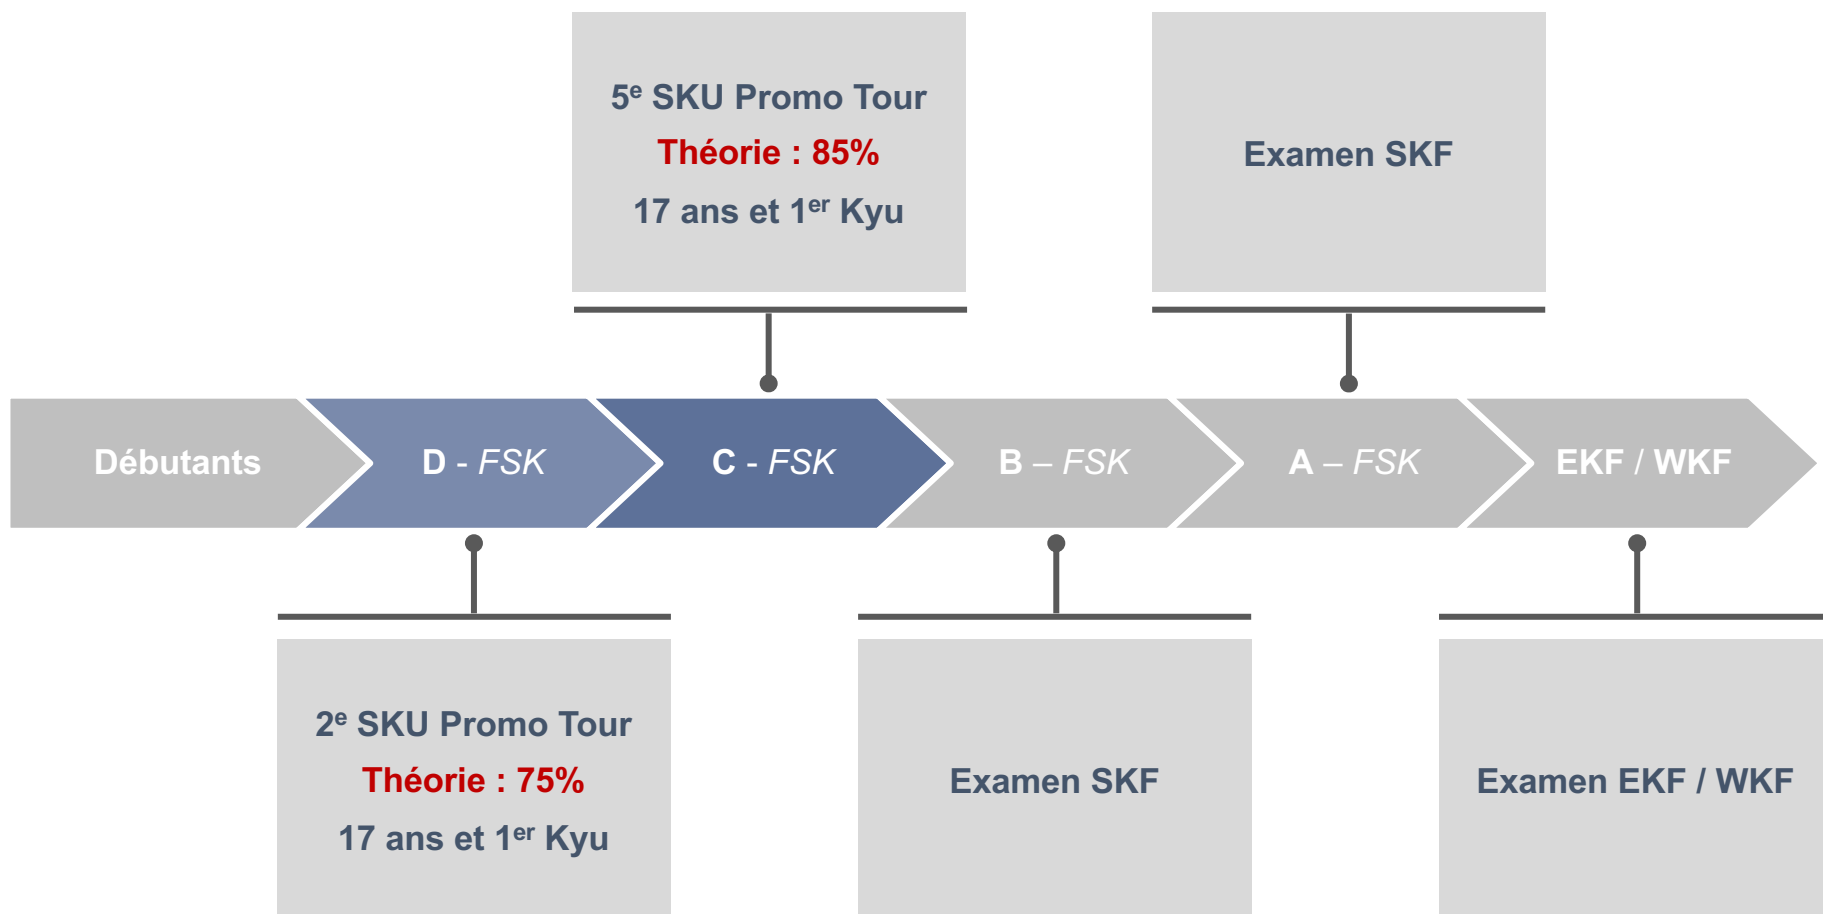 5e SKU Promo Tour
Théorie : 85%
17 ans et 1er Kyu
Examen SKF
Débutants
D - FSK
C - FSK
B – FSK
A – FSK
EKF / WKF
2e SKU Promo Tour
Théorie : 75%
17 ans et 1er Kyu
Examen SKF
Examen EKF / WKF